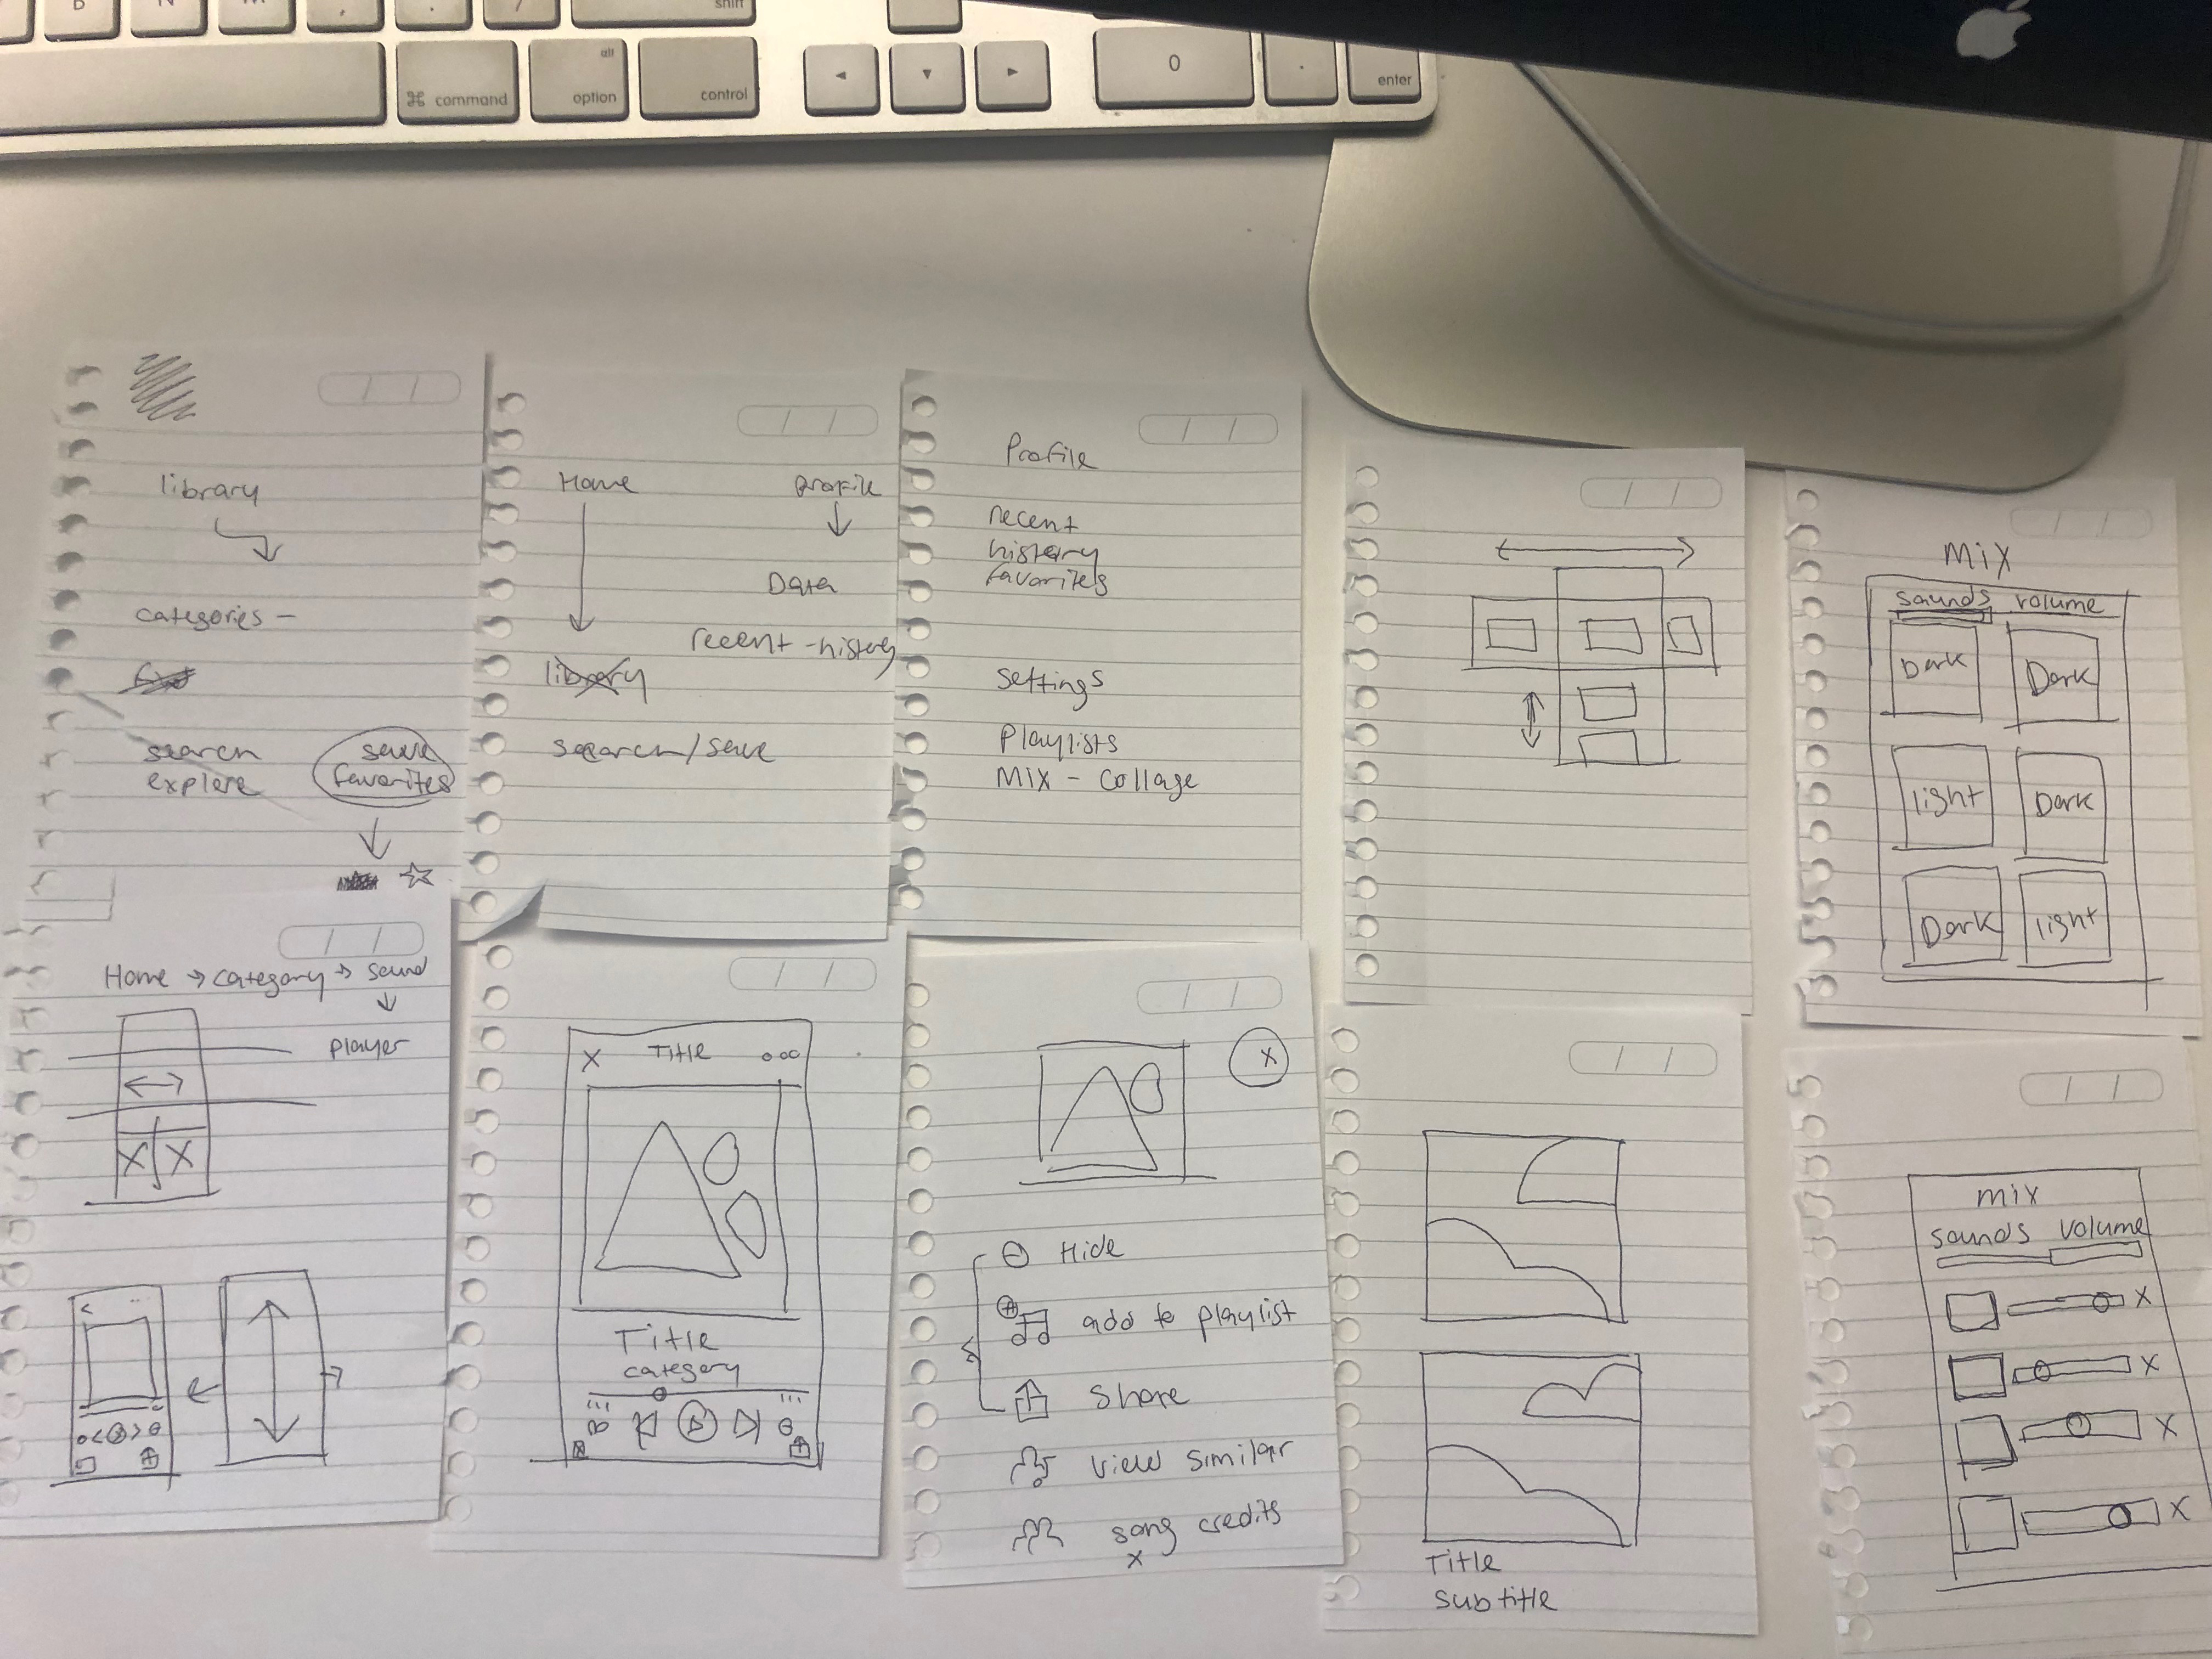 shift
alt
⌘ command
option
control
◄
▼
►
0
.
enter
library
categories -
search
explore
save
favorites
Home
profile
Data
recent - history
library
search/save
Profile
recent
history
favorites
settings
Playlists
Mix - collage
Mix
sounds volume
Dark
Dark
light
Dark
Dark
light
Home → category → sound
player
X X
X Title ooo
Title
category
X
Hide
add to playlist
share
view similar
song credits
x
Title
subtitle
mix
sounds volume
X
X
X
X